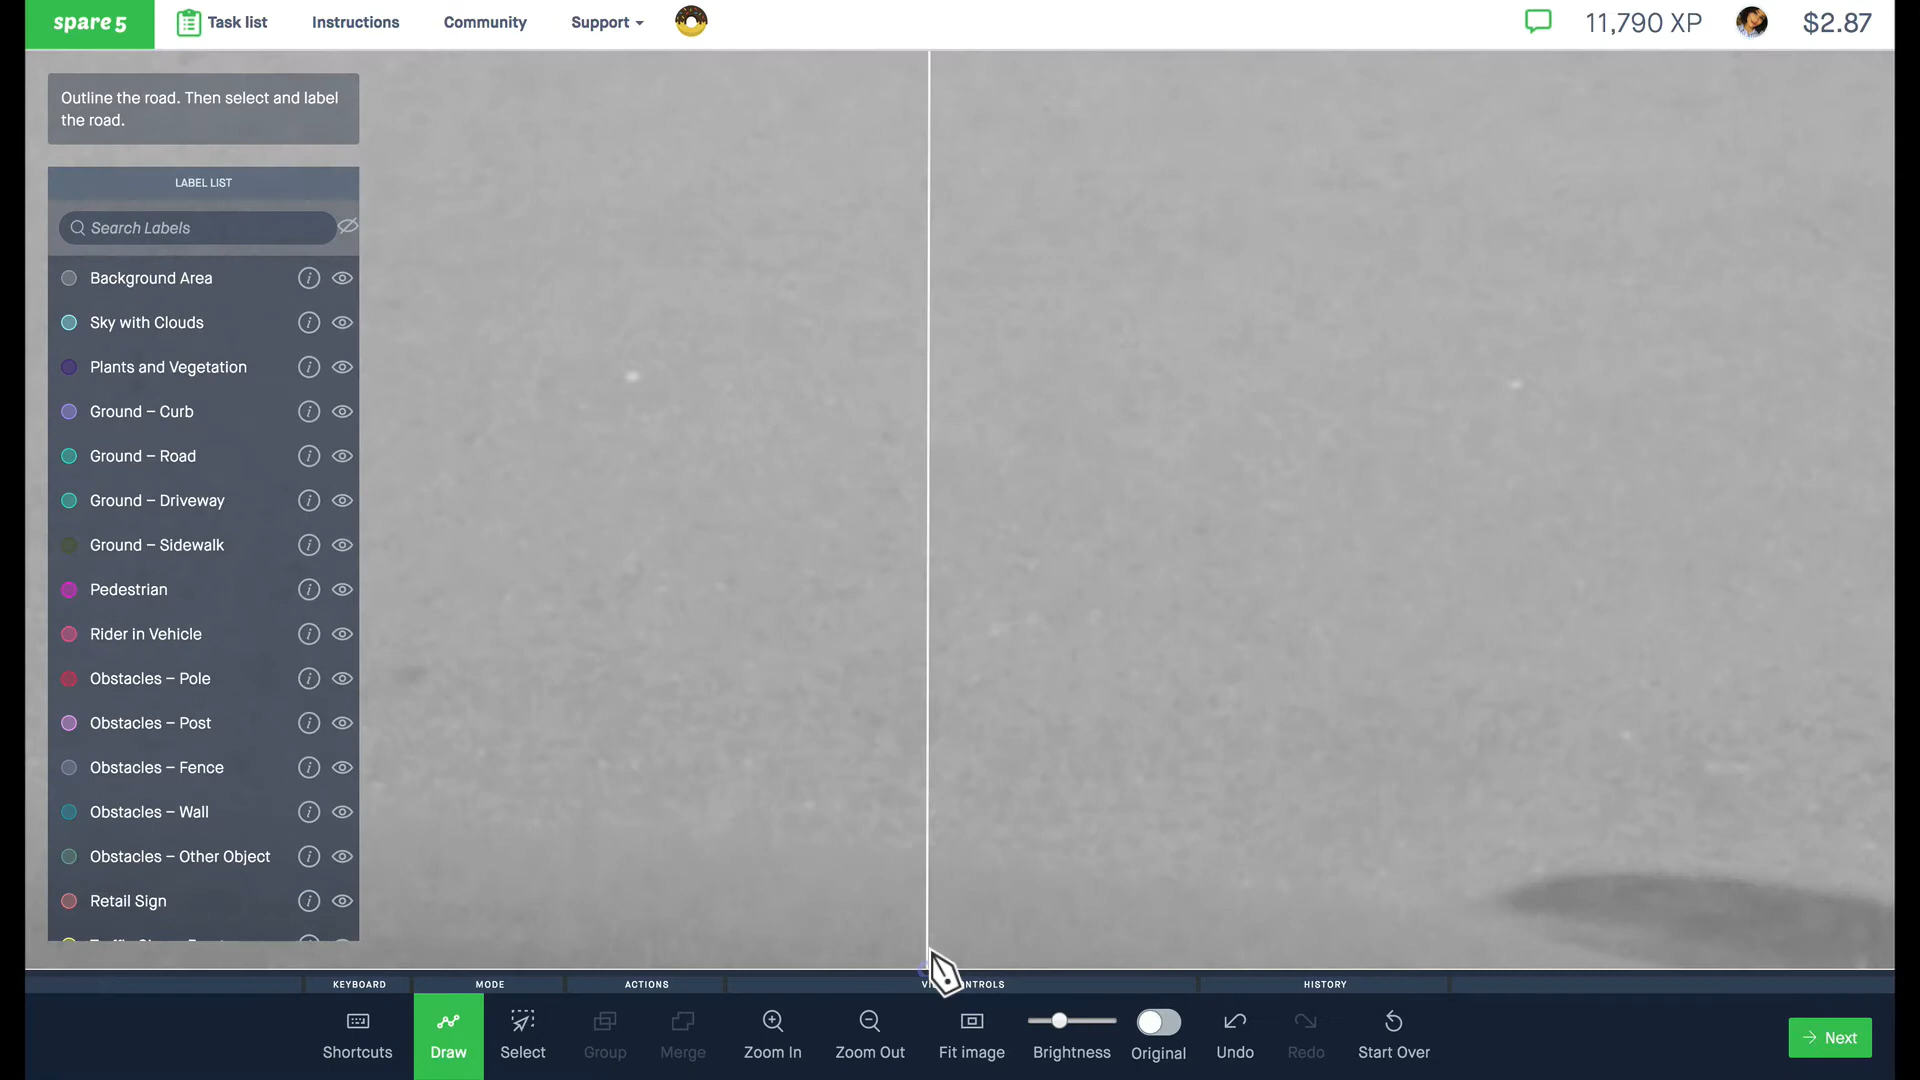 spare5
Task list
Instructions
Community
Support
11,790 XP
$2.87
Outline the road. Then select and label
the road.
LABEL LIST
Search Labels
Background Area
Sky with Clouds
Plants and Vegetation
Ground – Curb
Ground – Road
Ground – Driveway
Ground – Sidewalk
Pedestrian
Rider in Vehicle
Obstacles – Pole
Obstacles – Post
Obstacles – Fence
Obstacles – Wall
Obstacles – Other Object
Retail Sign
KEYBOARD
MODE
ACTIONS
HISTORY
Shortcuts
Draw
Select
Group
Merge
Zoom In
Zoom Out
Fit image
Brightness
Original
Undo
Redo
Start Over
Next